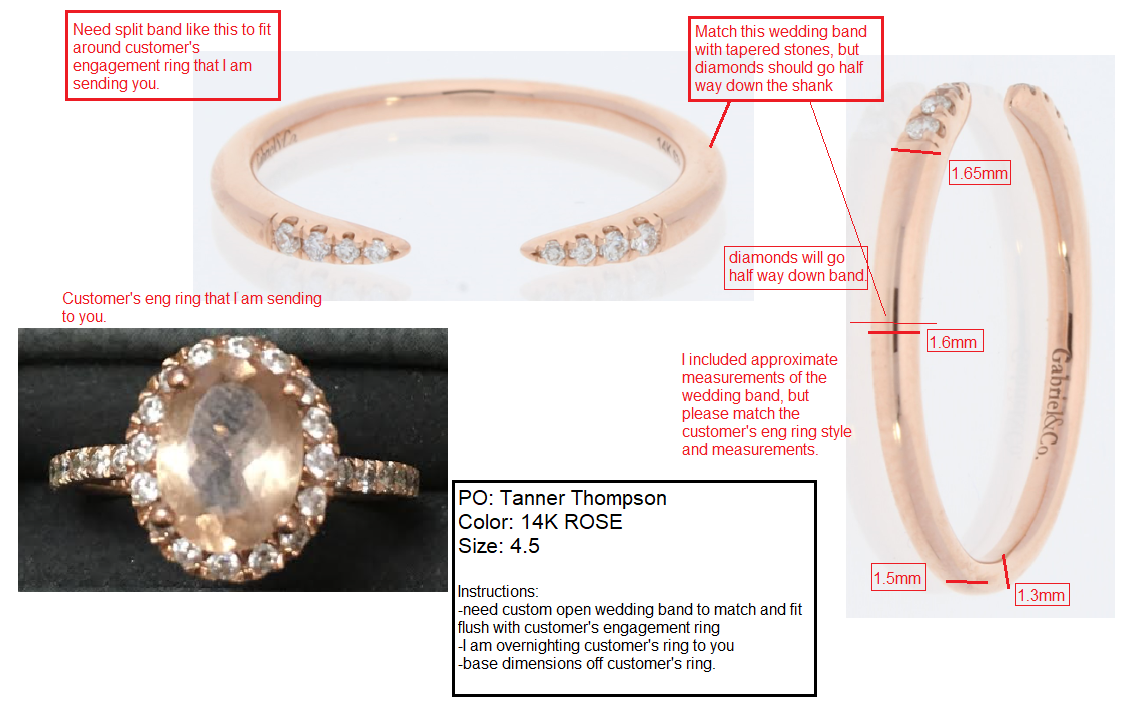 Need split band like this to fit
around customer's
engagement ring that I am
sending you.
Match this wedding band
with tapered stones, but
diamonds should go half
way down the shank
14K
1.65mm
diamonds will go
half way down band.
Customer's eng ring that I am sending
to you.
1.6mm
I included approximate
measurements of the
wedding band, but
please match the
customer's eng ring style
and measurements.
Gabriel&Co.
PO: Tanner Thompson
Color: 14K ROSE
Size: 4.5
Instructions:
-need custom open wedding band to match and fit
flush with customer's engagement ring
-I am overnighting customer's ring to you
-base dimensions off customer's ring.
1.5mm
1.3mm